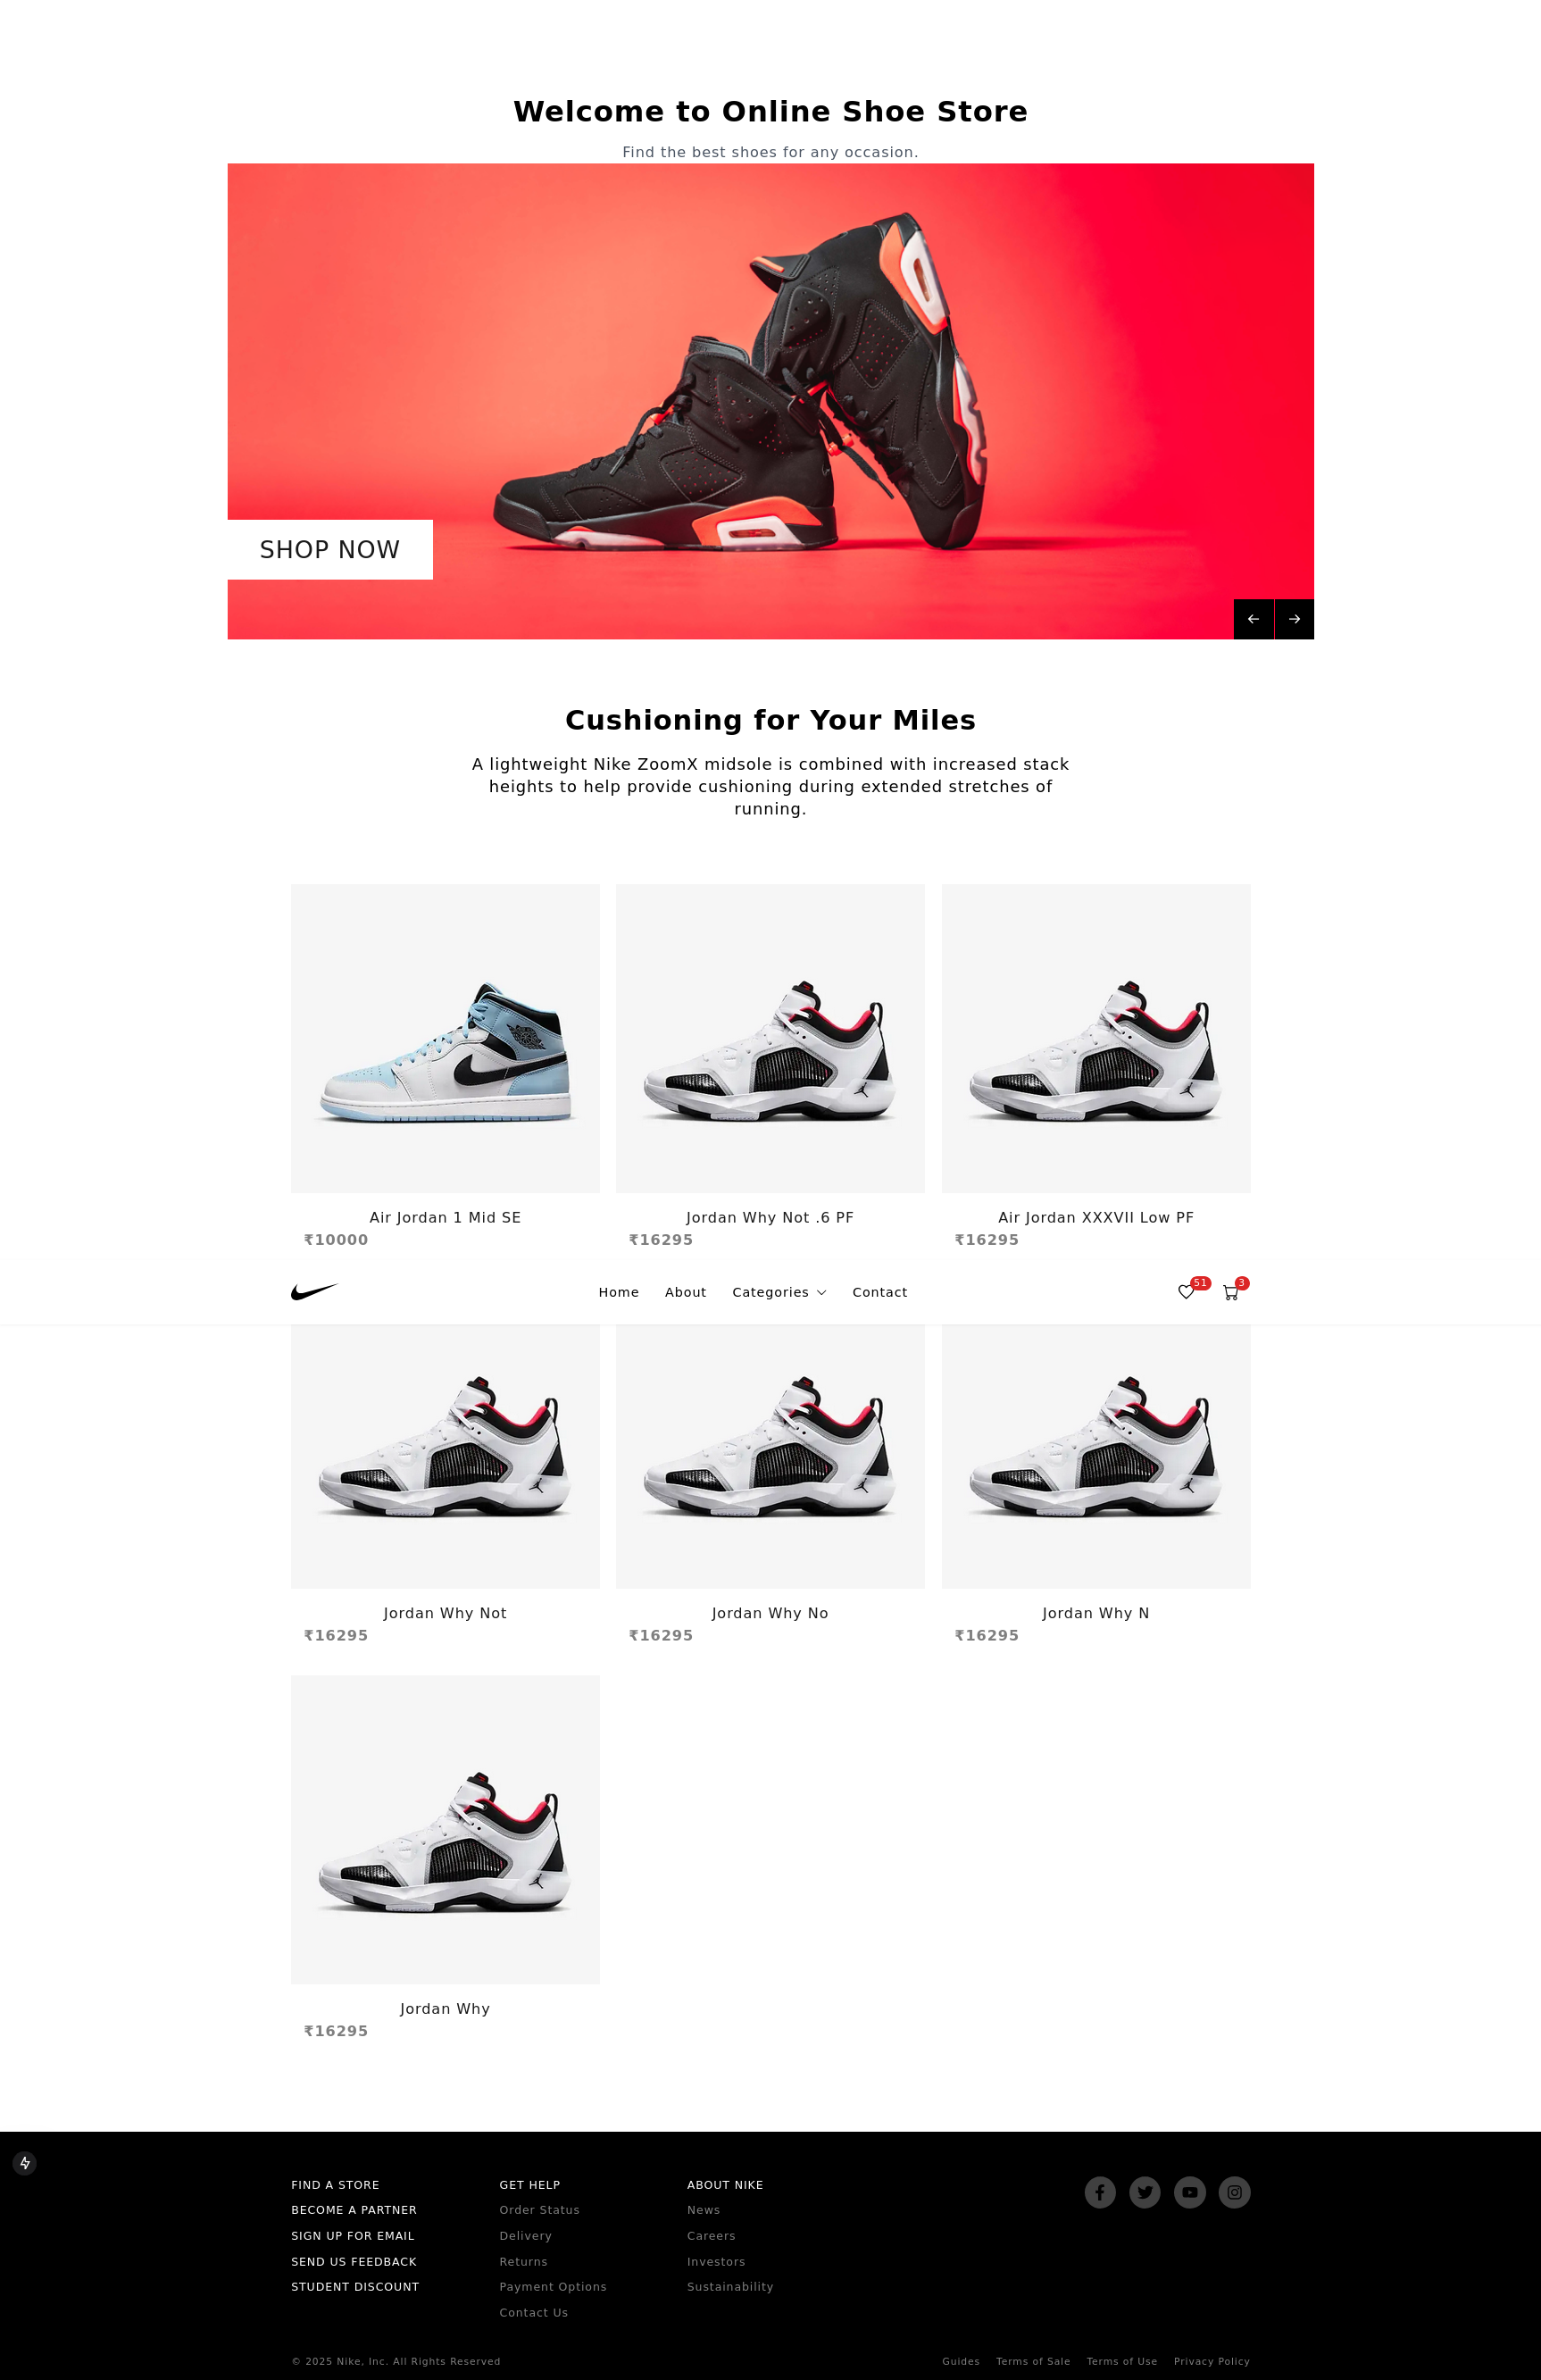 Welcome to Online Shoe Store
Find the best shoes for any occasion.
SHOP NOW
Cushioning for Your Miles
A lightweight Nike ZoomX midsole is combined with increased stack
heights to help provide cushioning during extended stretches of
running.
Air Jordan 1 Mid SE
₹10000
Jordan Why Not .6 PF
₹16295
Air Jordan XXXVII Low PF
₹16295
Home
About
Categories
Contact
51
3
Jordan Why Not
₹16295
Jordan Why No
₹16295
Jordan Why N
₹16295
Jordan Why
₹16295
FIND A STORE
BECOME A PARTNER
SIGN UP FOR EMAIL
SEND US FEEDBACK
STUDENT DISCOUNT
GET HELP
Order Status
Delivery
Returns
Payment Options
Contact Us
ABOUT NIKE
News
Careers
Investors
Sustainability
© 2025 Nike, Inc. All Rights Reserved
Guides
Terms of Sale
Terms of Use
Privacy Policy